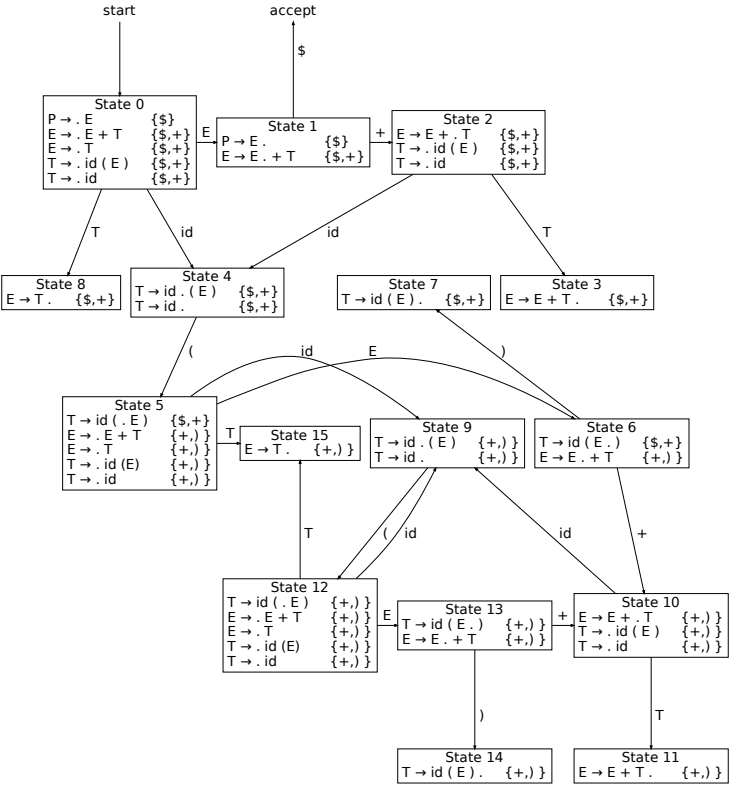 start accept
$
State 0
P → . E {$}
E → . E + T {$,+}
E → . T {$,+}
T → . id ( E ) {$,+}
T → . id {$,+}
E
State 1
P → E . {$}
E → E . + T {$,+}
+
State 2
E → E + . T {$,+}
T → . id ( E ) {$,+}
T → . id {$,+}
T id id T
State 8
E → T . {$,+}
State 4
T → id . ( E ) {$,+}
T → id . {$,+}
State 7
T → id ( E ) . {$,+}
State 3
E → E + T . {$,+}
( id E )
State 5
T → id ( . E ) {$,+}
E → . E + T {+,) }
E → . T {+,) }
T → . id (E) {+,) }
T → . id {+,) }
T
State 15
E → T . {+,) }
State 9
T → id . ( E ) {+,) }
T → id . {+,) }
State 6
T → id ( E . ) {$,+}
E → E . + T {+,) }
T ( id id +
State 12
T → id ( . E ) {+,) }
E → . E + T {+,) }
E → . T {+,) }
T → . id (E) {+,) }
T → . id {+,) }
E
State 13
T → id ( E . ) {+,) }
E → E . + T {+,) }
+
State 10
E → E + . T {+,) }
T → . id ( E ) {+,) }
T → . id {+,) }
) T
State 14
T → id ( E ) . {+,) }
State 11
E → E + T . {+,) }